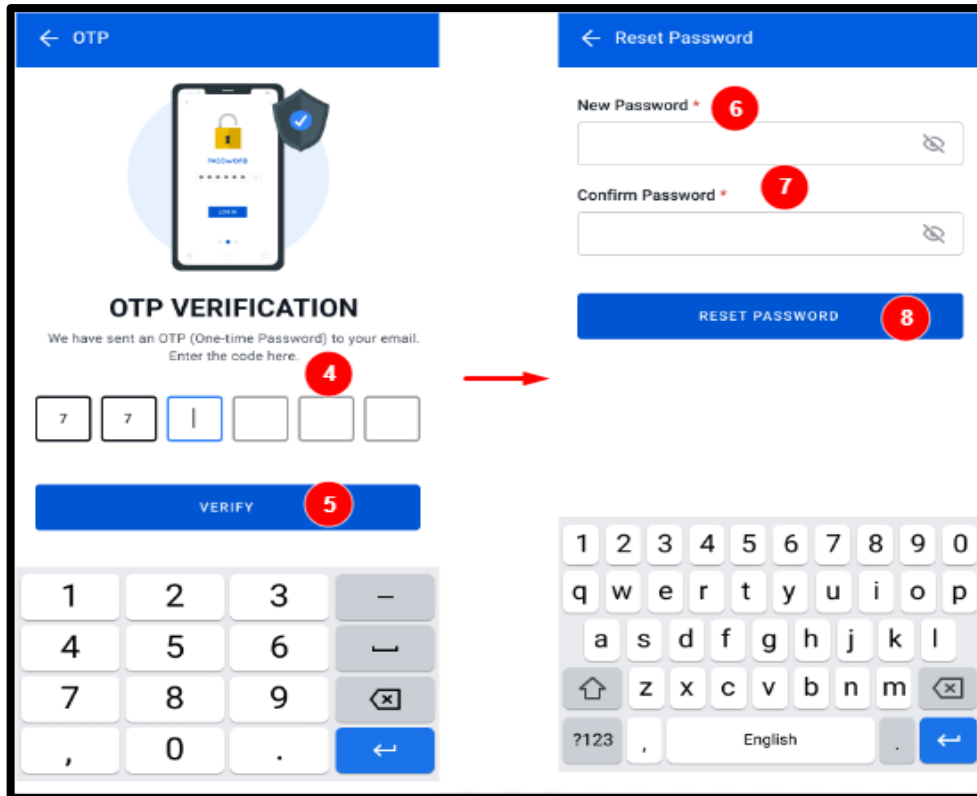 OTP
PASSWORD
LOG IN
OTP VERIFICATION
We have sent an OTP (One-time Password) to your email.
Enter the code here.
4
7 7
VERIFY 5
1 2 3 –
4 5 6
7 8 9
, 0 .
Reset Password
New Password * 6
Confirm Password * 7
RESET PASSWORD 8
1 2 3 4 5 6 7 8 9 0
q w e r t y u i o p
a s d f g h j k l
z x c v b n m
?123 , English .